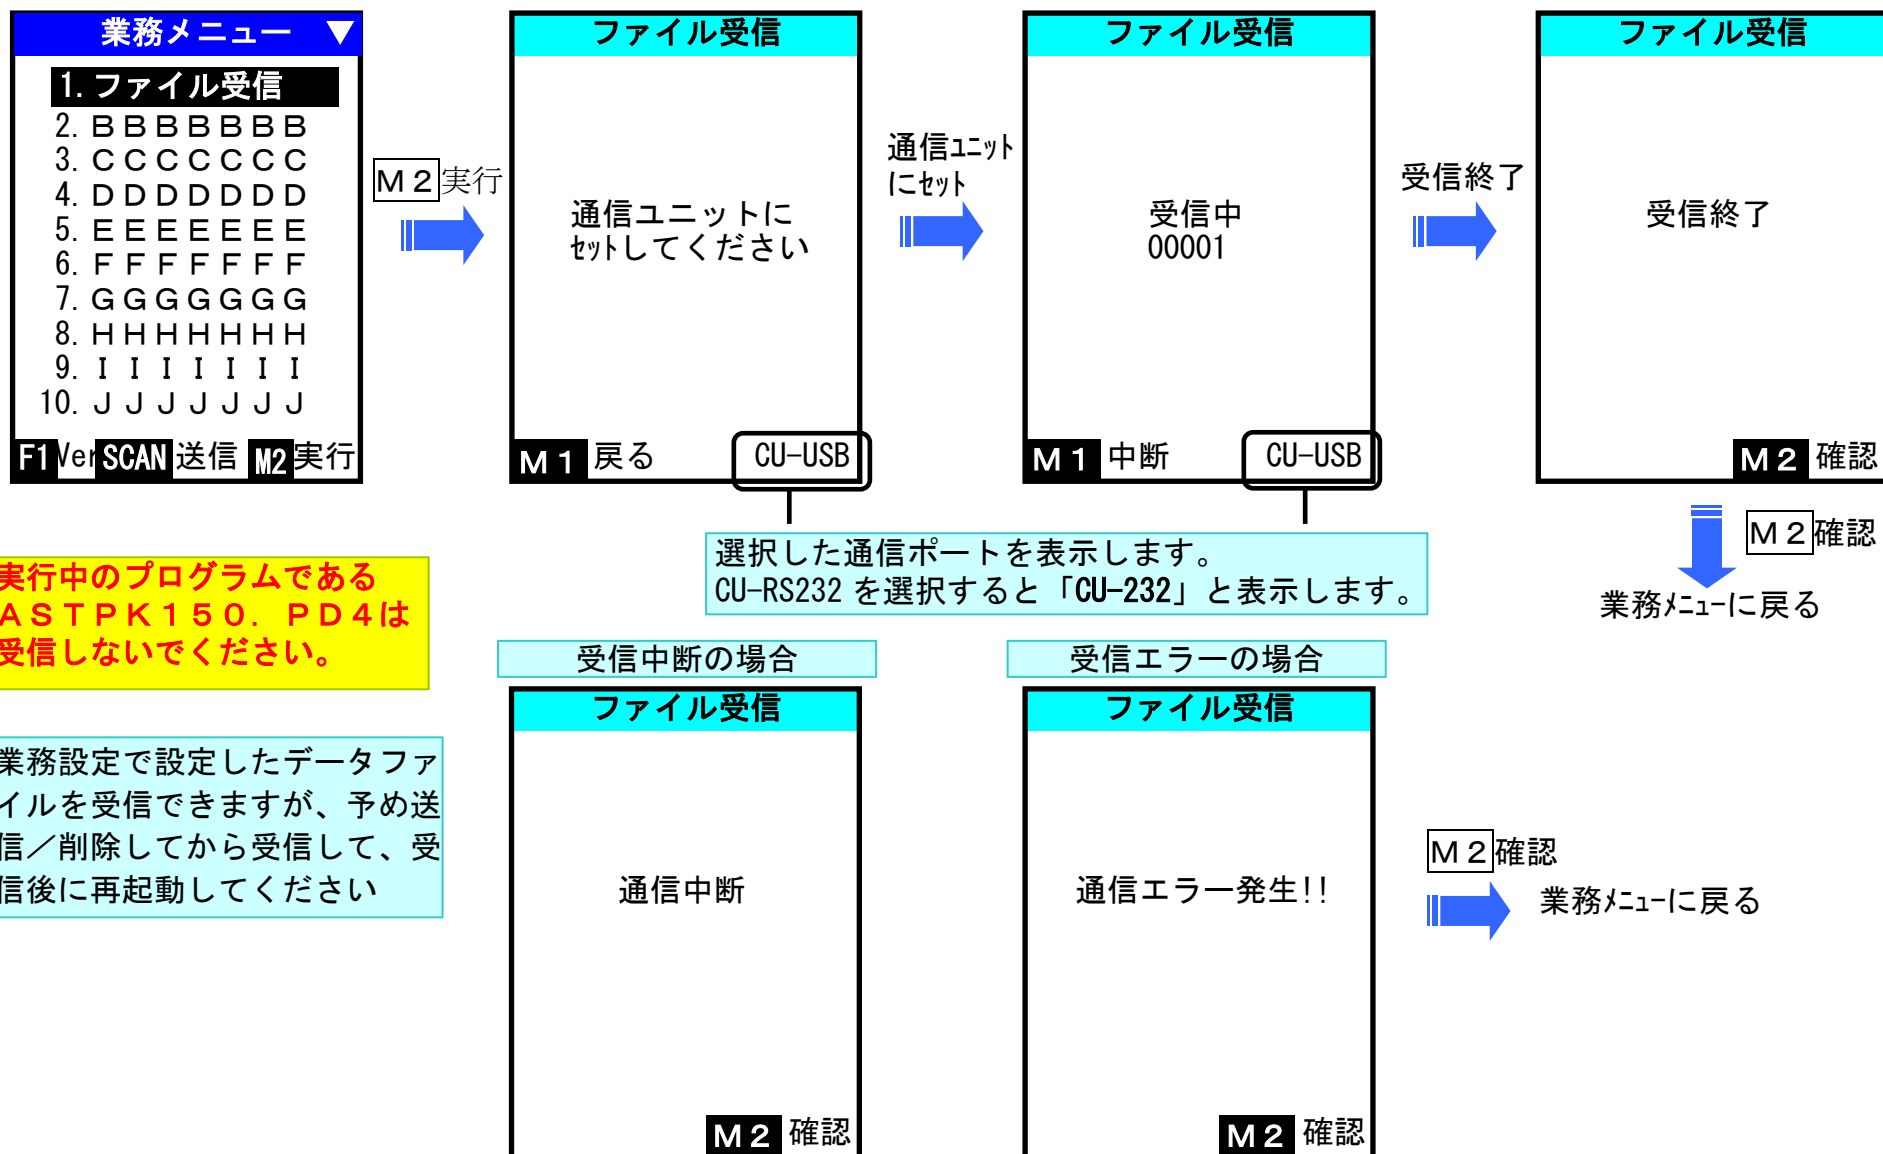 業務メニュー ▼
1. ファイル受信
2. ＢＢＢＢＢＢＢ
3. ＣＣＣＣＣＣＣ
4. ＤＤＤＤＤＤＤ
5. ＥＥＥＥＥＥＥ
6. ＦＦＦＦＦＦＦ
7. ＧＧＧＧＧＧＧ
8. ＨＨＨＨＨＨＨ
9. ＩＩＩＩＩＩＩ
10. ＪＪＪＪＪＪＪ
F1 Ver SCAN 送信 M2 実行
Ｍ２ 実行
ファイル受信
通信ユニットに
ｾｯﾄしてください
Ｍ１ 戻る CU-USB
通信ﾕﾆｯﾄ
にｾｯﾄ
ファイル受信
受信中
00001
Ｍ１ 中断 CU-USB
受信終了
ファイル受信
受信終了
Ｍ２ 確認
Ｍ２ 確認
業務ﾒﾆｭｰに戻る
選択した通信ポートを表示します。
CU-RS232 を選択すると「CU-232」と表示します。
実行中のプログラムである
ＡＳＴＰＫ１５０．ＰＤ４は
受信しないでください。
業務設定で設定したデータファ
イルを受信できますが、予め送
信／削除してから受信して、受
信後に再起動してください
受信中断の場合
ファイル受信
通信中断
Ｍ２ 確認
受信エラーの場合
ファイル受信
通信エラー発生!!
Ｍ２ 確認
Ｍ２ 確認
業務ﾒﾆｭｰに戻る